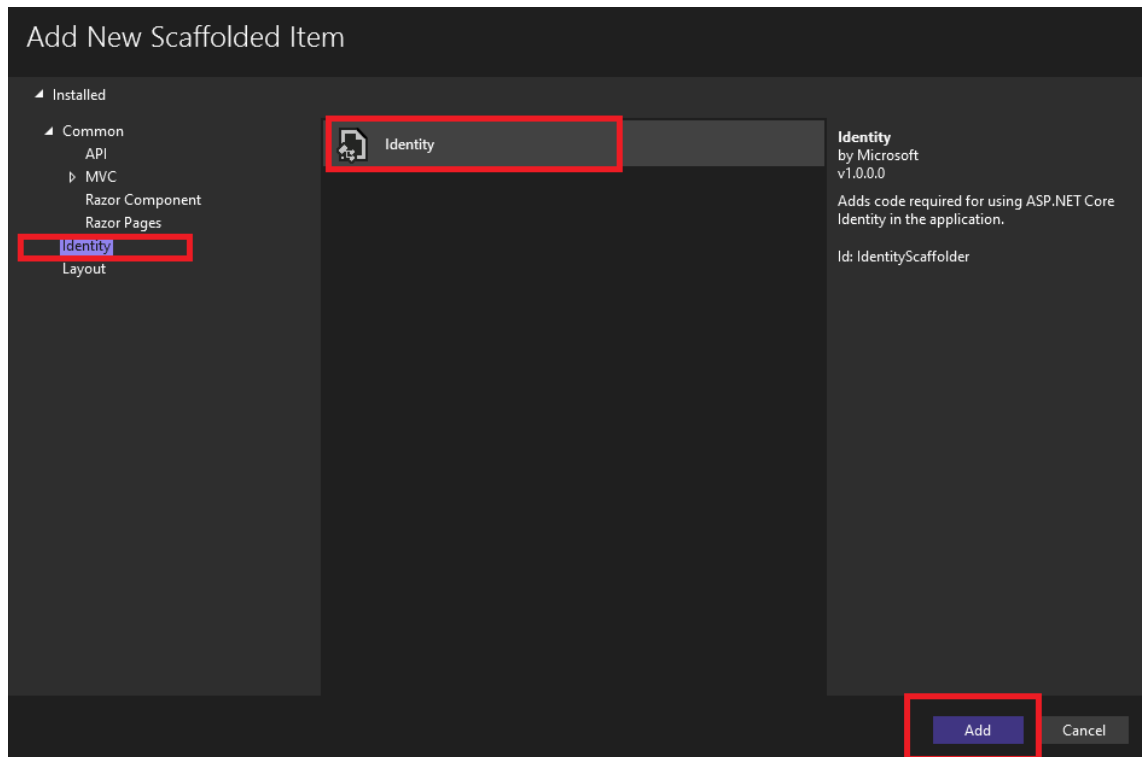 Add New Scaffolded Item
Installed
Common
API
MVC
Razor Component
Razor Pages
Identity
Layout
Identity
Identity
by Microsoft
v1.0.0.0
Adds code required for using ASP.NET Core
Identity in the application.
Id: IdentityScaffolder
Add
Cancel